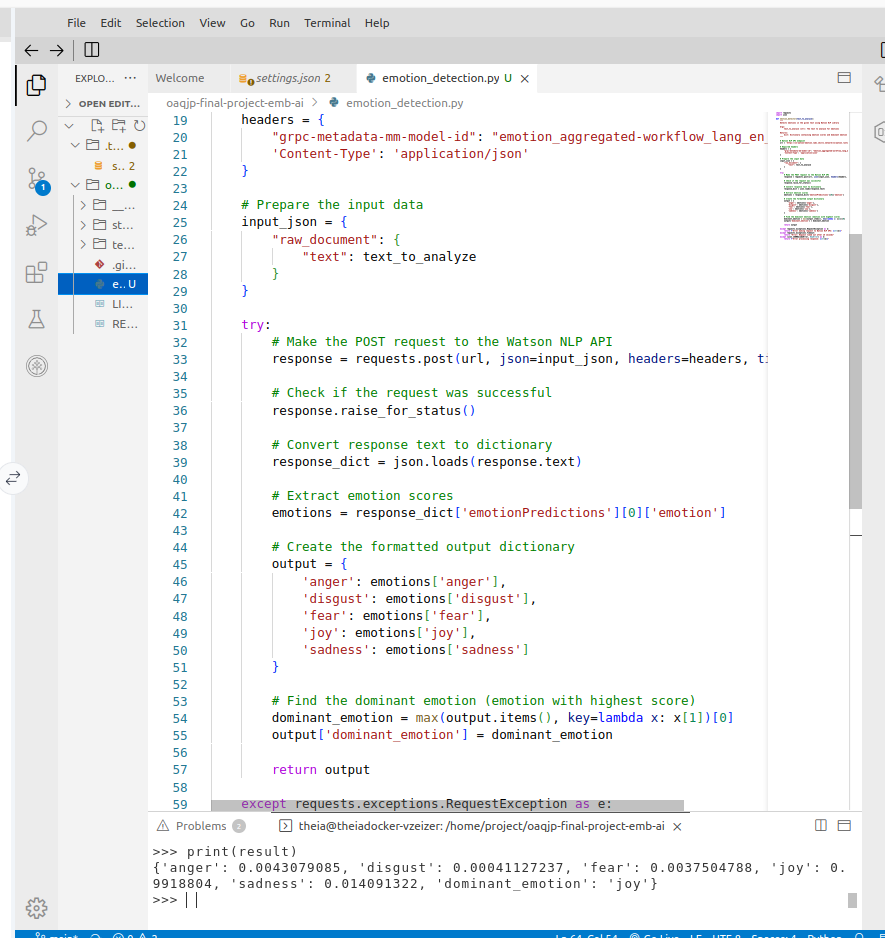 File Edit Selection View Go Run Terminal Help
EXPLO... ···
Welcome settings.json 2 emotion_detection.py U ×
OPEN EDIT...
oaqjp-final-project-emb-ai > emotion_detection.py
.t...
s.. 2
o...
__...
st...
te...
.gi...
e.. U
LI...
RE...
1
19 headers = {
20 "grpc-metadata-mm-model-id": "emotion_aggregated-workflow_lang_en_
21 'Content-Type': 'application/json'
22 }
23
24 # Prepare the input data
25 input_json = {
26 "raw_document": {
27 "text": text_to_analyze
28 }
29 }
30
31 try:
32 # Make the POST request to the Watson NLP API
33 response = requests.post(url, json=input_json, headers=headers, ti
34
35 # Check if the request was successful
36 response.raise_for_status()
37
38 # Convert response text to dictionary
39 response_dict = json.loads(response.text)
40
41 # Extract emotion scores
42 emotions = response_dict['emotionPredictions'][0]['emotion']
43
44 # Create the formatted output dictionary
45 output = {
46 'anger': emotions['anger'],
47 'disgust': emotions['disgust'],
48 'fear': emotions['fear'],
49 'joy': emotions['joy'],
50 'sadness': emotions['sadness']
51 }
52
53 # Find the dominant emotion (emotion with highest score)
54 dominant_emotion = max(output.items(), key=lambda x: x[1])[0]
55 output['dominant_emotion'] = dominant_emotion
56
57 return output
58
59 except requests.exceptions.RequestException as e:
Problems 2 theia@theiadocker-vzeizer: /home/project/oaqjp-final-project-emb-ai ×
>>> print(result)
{'anger': 0.0043079085, 'disgust': 0.00041127237, 'fear': 0.0037504788, 'joy': 0.
9918804, 'sadness': 0.014091322, 'dominant_emotion': 'joy'}
>>>